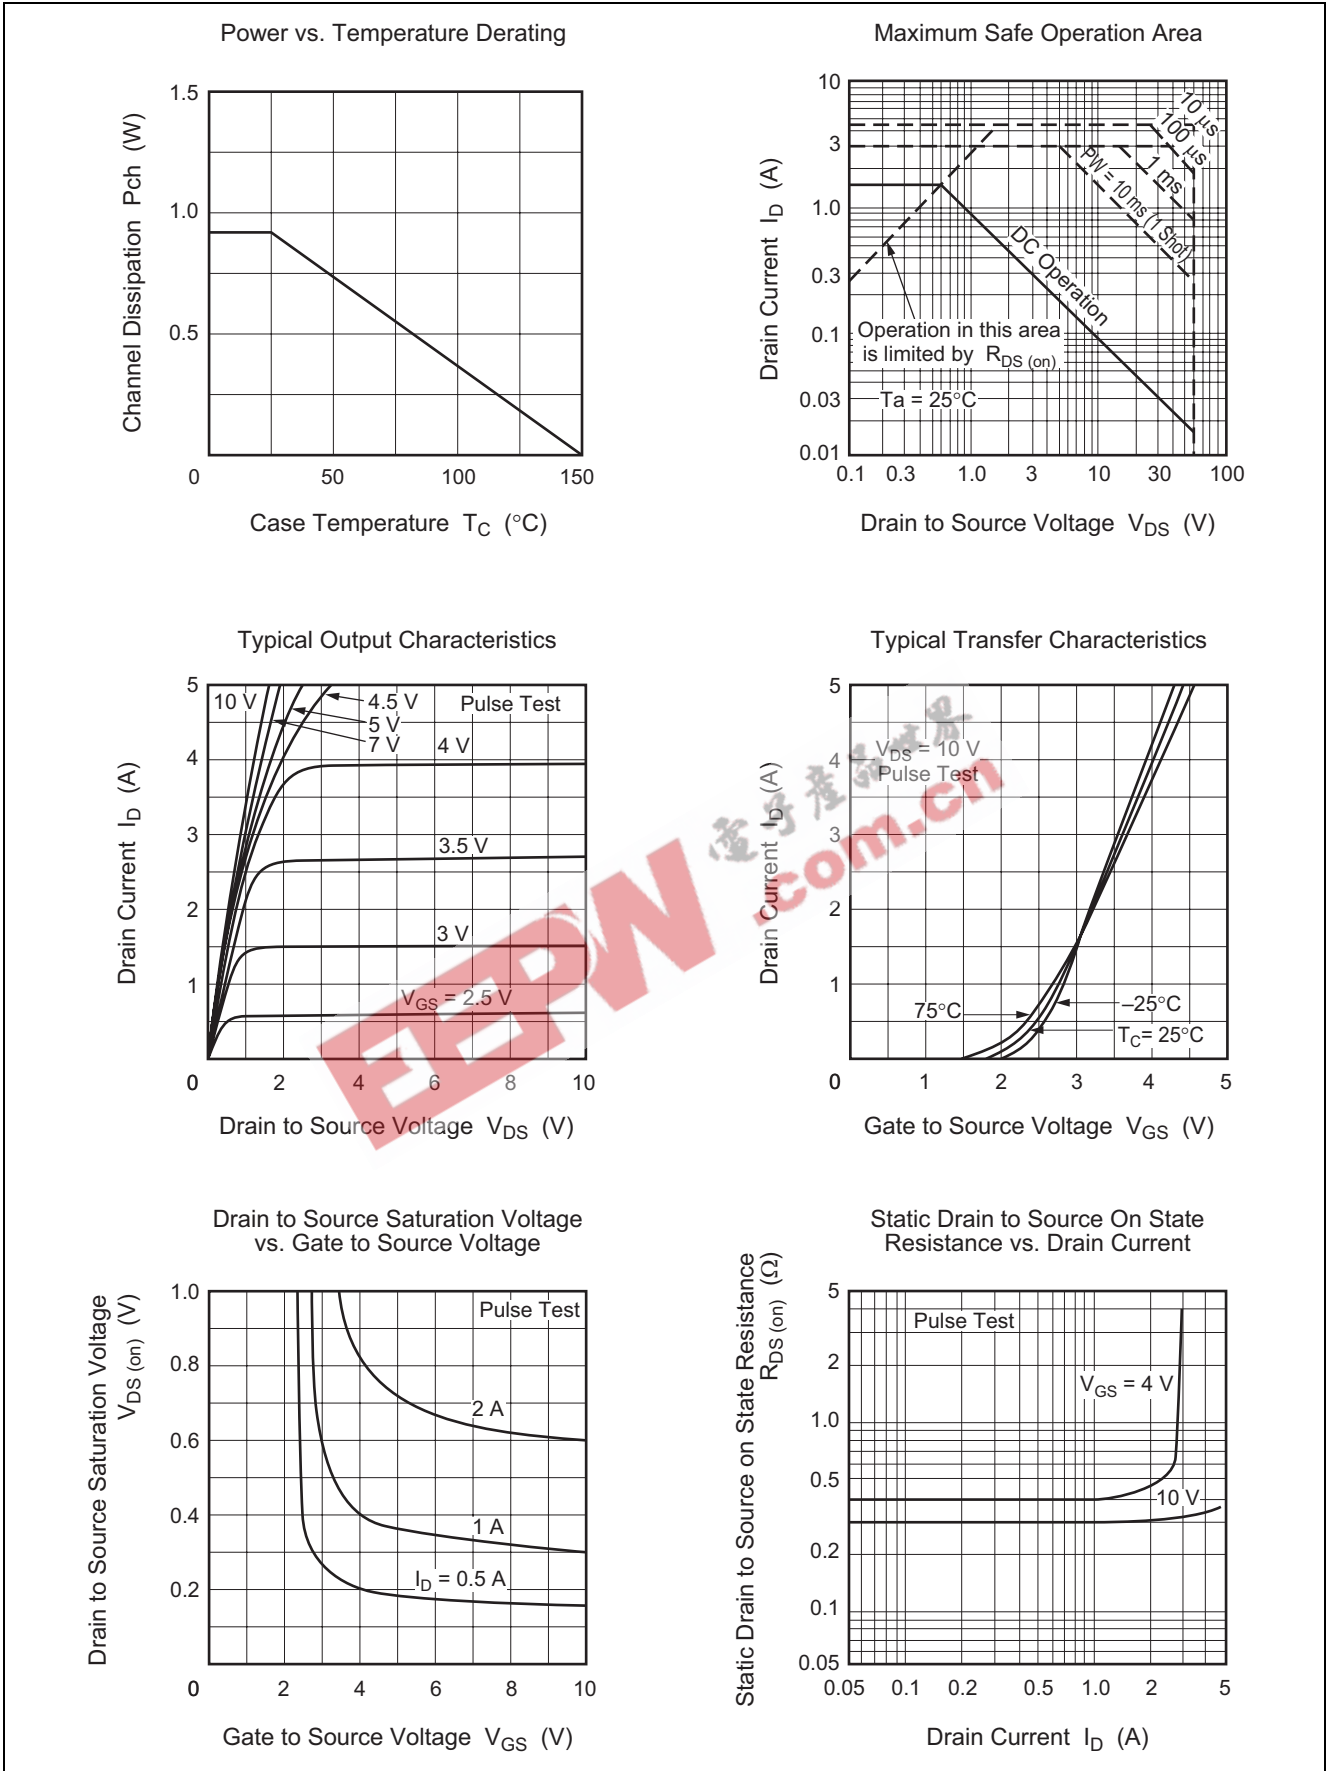 Power vs. Temperature Derating
1.5
1.0
0.5
0
50
100
150
Channel Dissipation Pch (W)
Case Temperature TC (°C)
Maximum Safe Operation Area
10
3
1.0
0.3
0.1
0.03
0.01
0.1 0.3 1.0 3 10 30 100
Drain Current ID (A)
Drain to Source Voltage VDS (V)
10 µs
100 µs
1 ms
PW = 10 ms (1 Shot)
DC Operation
Operation in this area
is limited by RDS (on)
Ta = 25°C
Typical Output Characteristics
5
4
3
2
1
0 2 4 6 8 10
Drain Current ID (A)
Drain to Source Voltage VDS (V)
10 V
4.5 V
5 V
7 V
Pulse Test
4 V
3.5 V
3 V
VGS = 2.5 V
Typical Transfer Characteristics
5
4
3
2
1
0 1 2 3 4 5
Drain Current ID (A)
Gate to Source Voltage VGS (V)
VDS = 10 V
Pulse Test
75°C
–25°C
TC= 25°C
EEPW
電子產品世界
.com.cn
Drain to Source Saturation Voltage
vs. Gate to Source Voltage
1.0
0.8
0.6
0.4
0.2
0 2 4 6 8 10
Drain to Source Saturation Voltage
VDS (on) (V)
Gate to Source Voltage VGS (V)
Pulse Test
2 A
1 A
ID = 0.5 A
Static Drain to Source On State
Resistance vs. Drain Current
5
2
1.0
0.5
0.2
0.1
0.05
0.05 0.1 0.2 0.5 1.0 2 5
Static Drain to Source on State Resistance
RDS (on) (Ω)
Drain Current ID (A)
Pulse Test
VGS = 4 V
10 V